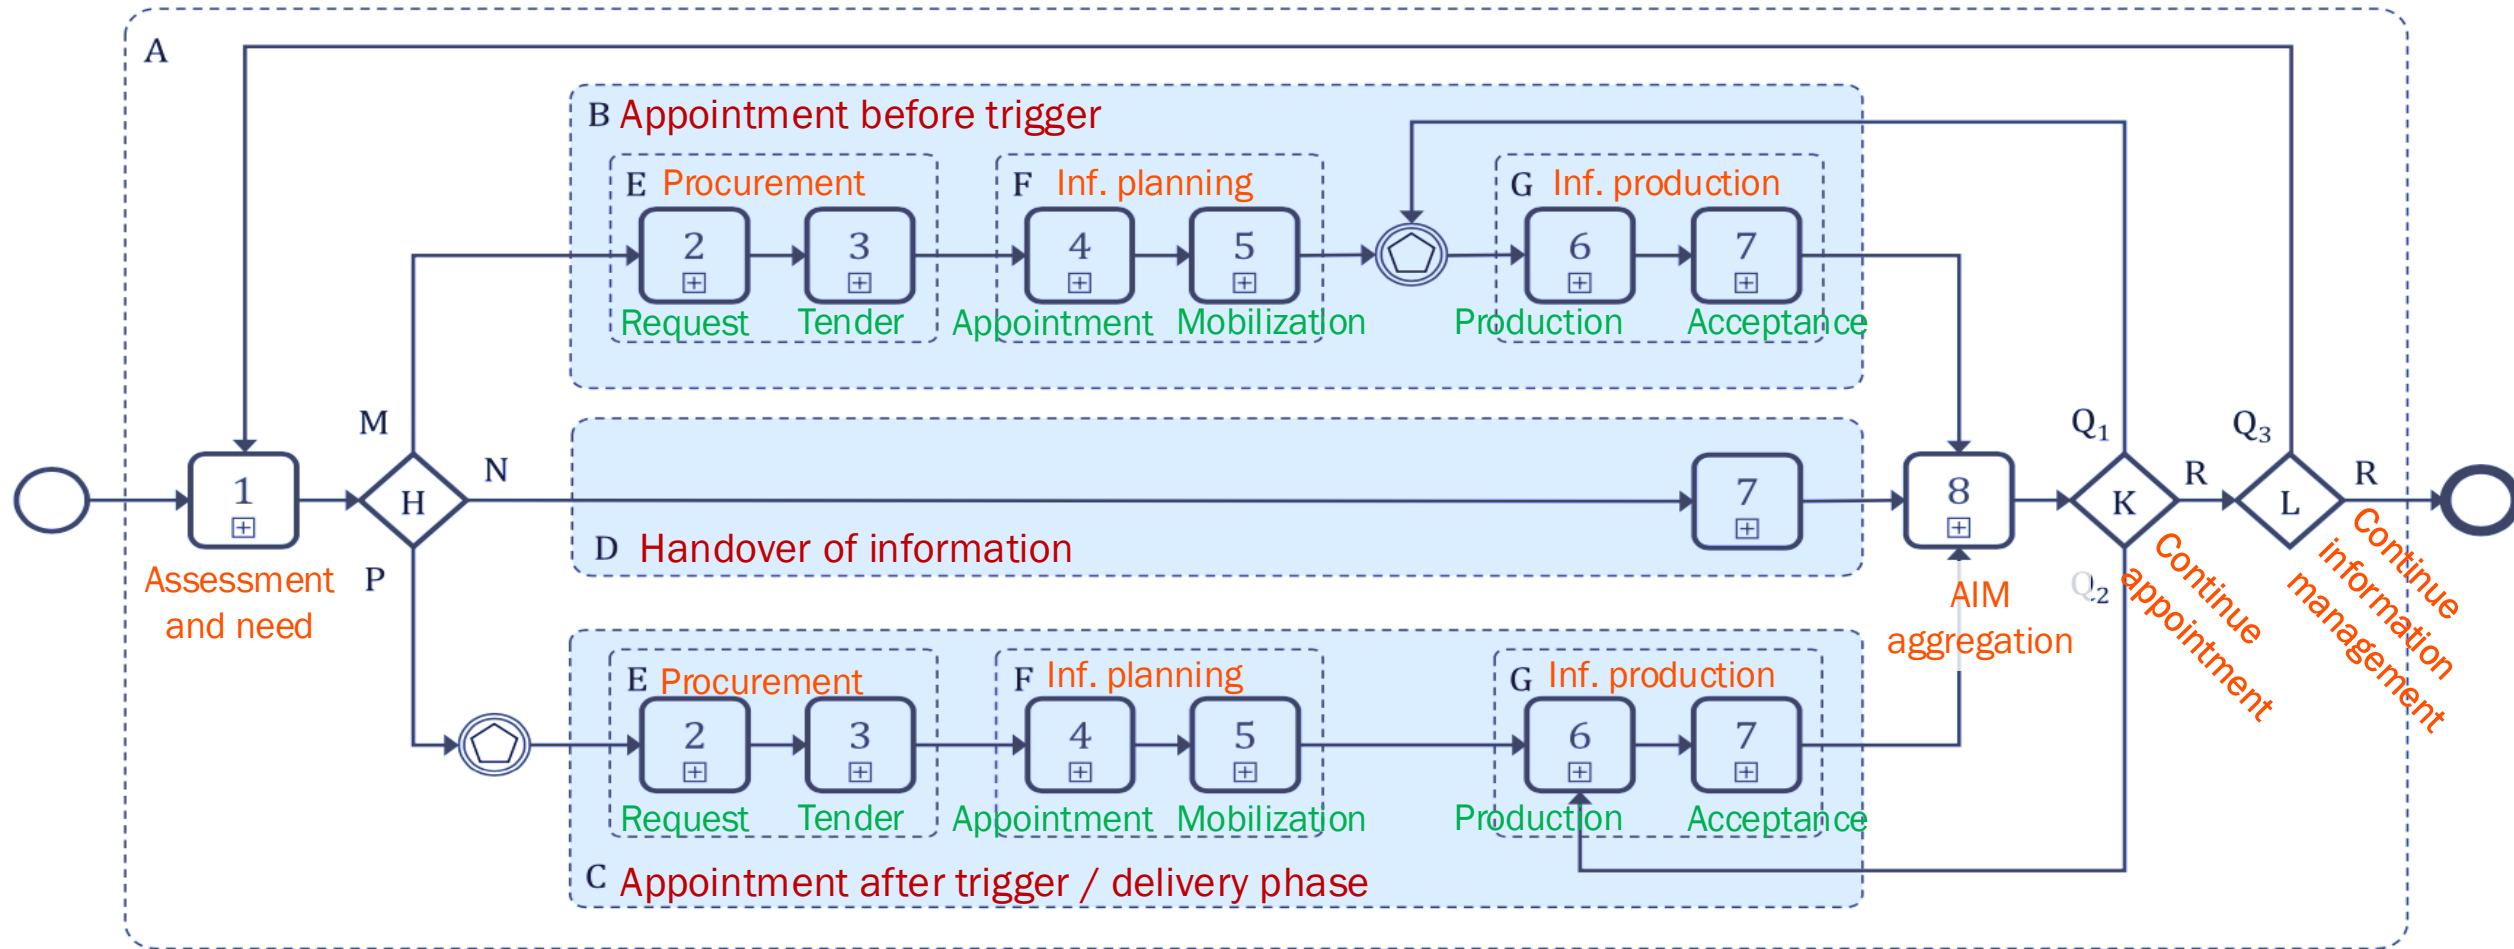 A
B Appointment before trigger
E Procurement
F Inf. planning
G Inf. production
2
3
4
5
6
7
Request
Tender
Appointment
Mobilization
Production
Acceptance
M
N
H
P
1
Assessment
and need
7
D Handover of information
8
AIM
aggregation
Q1
Q3
K
R
L
R
Q2
Continue
appointment
Continue
information
management
E Procurement
F Inf. planning
G Inf. production
2
3
4
5
6
7
Request
Tender
Appointment
Mobilization
Production
Acceptance
C Appointment after trigger / delivery phase